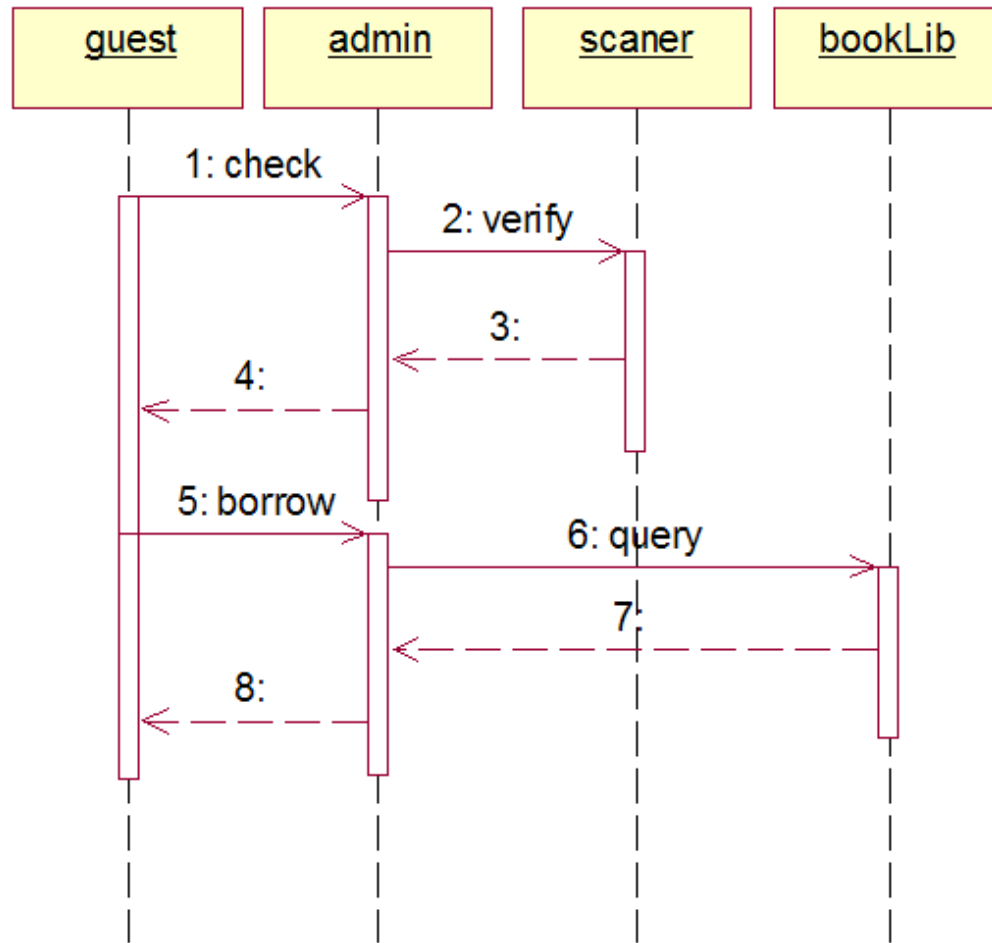 guest
admin
scaner
bookLib
1: check
2: verify
3:
4:
5: borrow
6: query
7:
8: